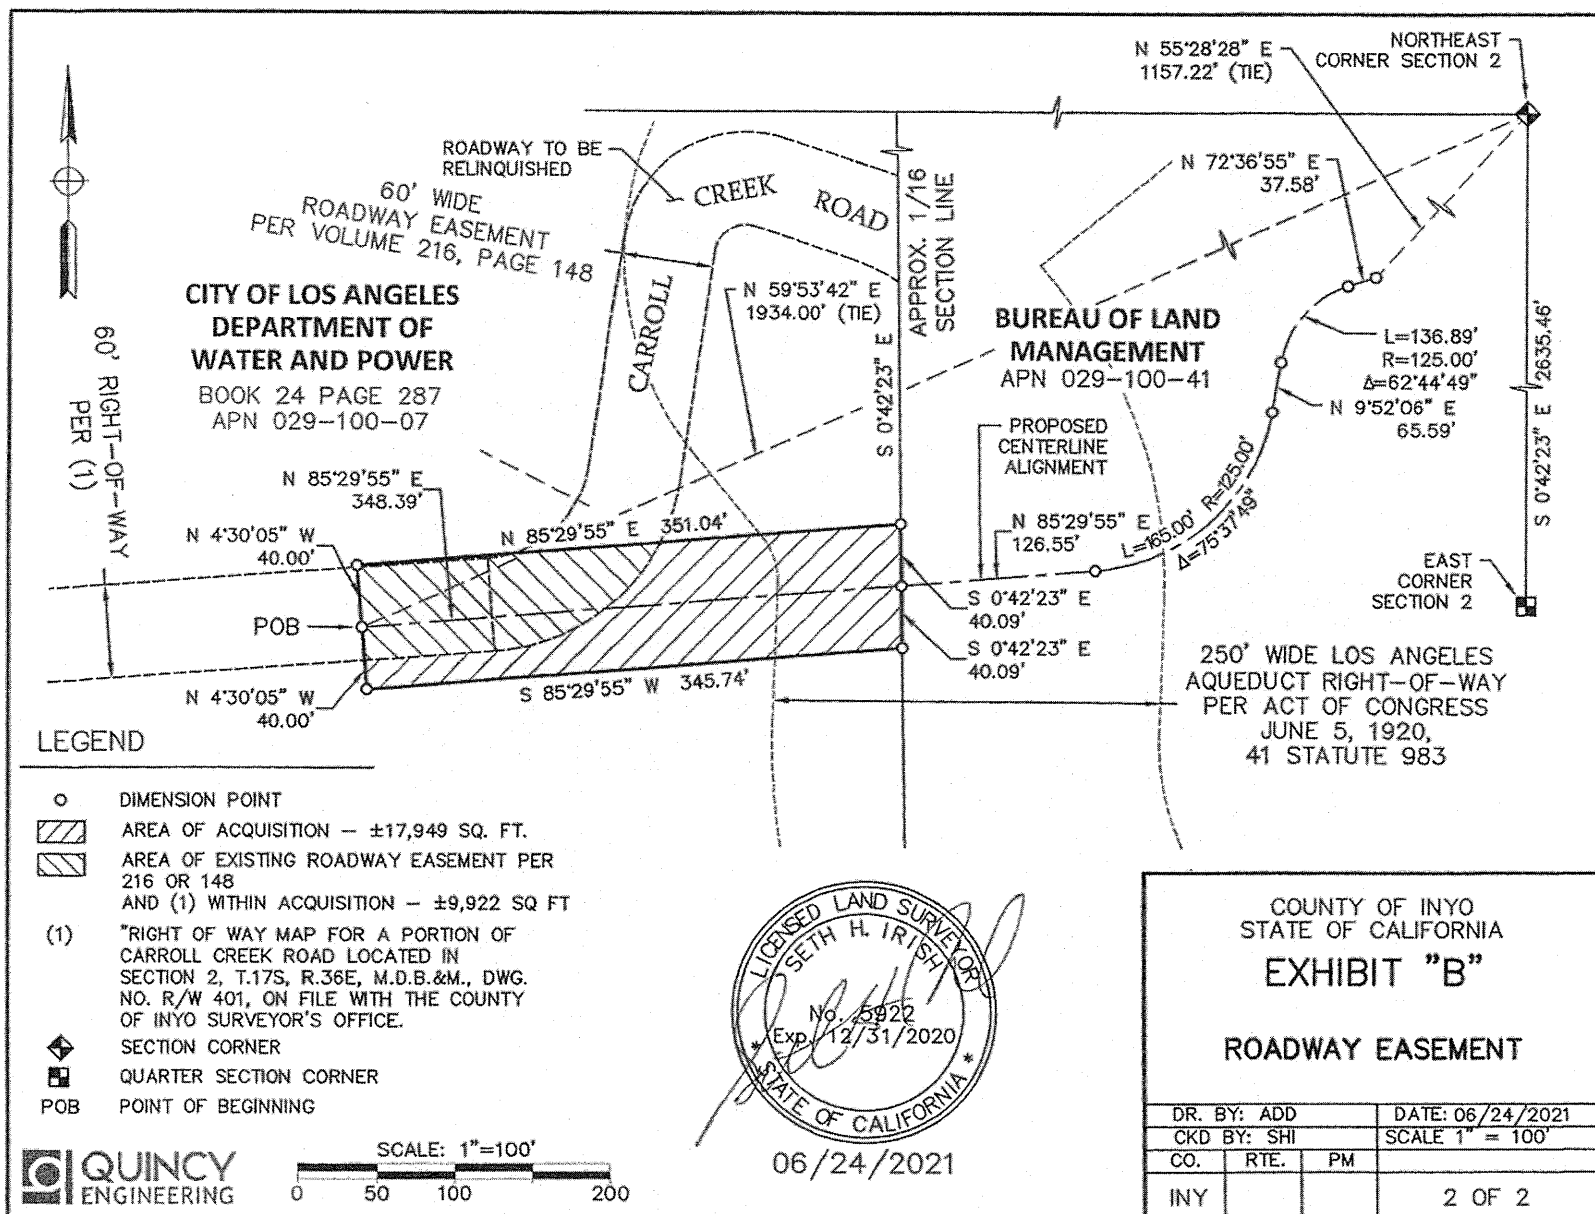 N 55°28'28" E
1157.22' (TIE)
NORTHEAST
CORNER SECTION 2
ROADWAY TO BE
RELINQUISHED
60' WIDE
ROADWAY EASEMENT
PER VOLUME 216, PAGE 148
CREEK ROAD
CARROLL
APPROX. 1/16
SECTION LINE
S 0°42'23" E
N 72°36'55" E
37.58'
CITY OF LOS ANGELES
DEPARTMENT OF
WATER AND POWER
BOOK 24 PAGE 287
APN 029-100-07
N 59°53'42" E
1934.00' (TIE)
BUREAU OF LAND
MANAGEMENT
APN 029-100-41
L=136.89'
R=125.00'
Δ=62°44'49"
N 9°52'06" E
65.59'
S 0°42'23" E 2635.46'
60' RIGHT-OF-WAY
PER (1)
PROPOSED
CENTERLINE
ALIGNMENT
N 85°29'55" E
348.39'
N 4°30'05" W
40.00'
N 85°29'55" E 351.04'
N 85°29'55" E
126.55'
L=165.00' R=125.00'
Δ=75°37'49"
EAST
CORNER
SECTION 2
POB
S 0°42'23" E
40.09'
S 0°42'23" E
40.09'
N 4°30'05" W
40.00'
S 85°29'55" W 345.74'
250' WIDE LOS ANGELES
AQUEDUCT RIGHT-OF-WAY
PER ACT OF CONGRESS
JUNE 5, 1920,
41 STATUTE 983
LEGEND
DIMENSION POINT
AREA OF ACQUISITION - ±17,949 SQ. FT.
AREA OF EXISTING ROADWAY EASEMENT PER
216 OR 148
AND (1) WITHIN ACQUISITION - ±9,922 SQ FT
(1) "RIGHT OF WAY MAP FOR A PORTION OF
CARROLL CREEK ROAD LOCATED IN
SECTION 2, T.17S, R.36E, M.D.B.&M., DWG.
NO. R/W 401, ON FILE WITH THE COUNTY
OF INYO SURVEYOR'S OFFICE.
SECTION CORNER
QUARTER SECTION CORNER
POB POINT OF BEGINNING
QUINCY
ENGINEERING
SCALE: 1"=100'
0 50 100 200
LICENSED LAND SURVEYOR
SETH H. IRISH
No. 5922
Exp. 12/31/2020
* STATE OF CALIFORNIA *
06/24/2021
COUNTY OF INYO
STATE OF CALIFORNIA
EXHIBIT "B"
ROADWAY EASEMENT
DR. BY: ADD DATE: 06/24/2021
CKD BY: SHI SCALE 1" = 100'
CO. RTE. PM
INY 2 OF 2